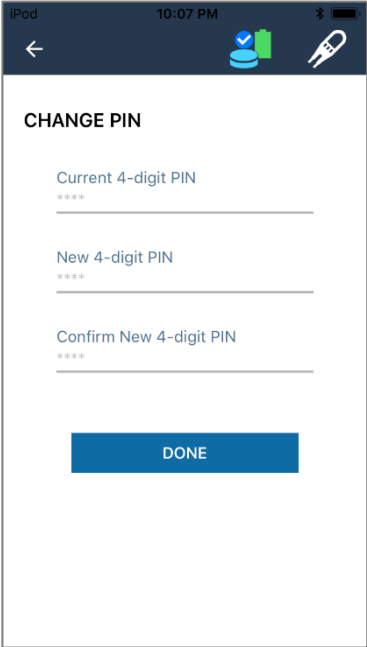 iPod 10:07 PM
CHANGE PIN
Current 4-digit PIN
****
New 4-digit PIN
****
Confirm New 4-digit PIN
****
DONE